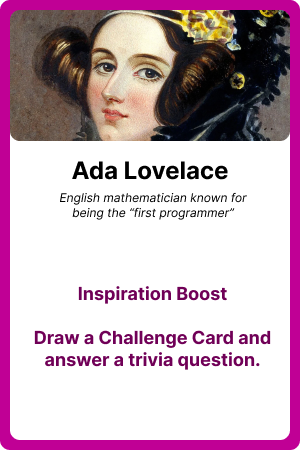 Ada Lovelace
English mathematician known for
being the “first programmer”
Inspiration Boost
Draw a Challenge Card and
answer a trivia question.